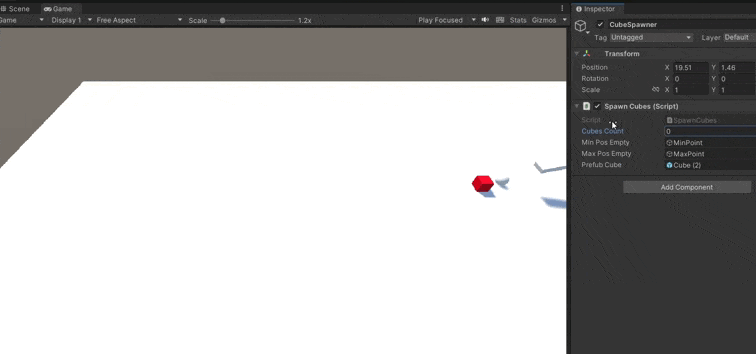 Scene Game
Game Display 1 Free Aspect Scale 1.2x Play Focused Stats Gizmos
Inspector
CubeSpawner
Tag Untagged Layer Default
Transform
Position X 19.51 Y 1.46
Rotation X 0 Y 0
Scale X 1 Y 1
Spawn Cubes (Script)
Script SpawnCubes
Cubes Count 0
Min Pos Empty MinPoint
Max Pos Empty MaxPoint
Prefub Cube Cube (2)
Add Component